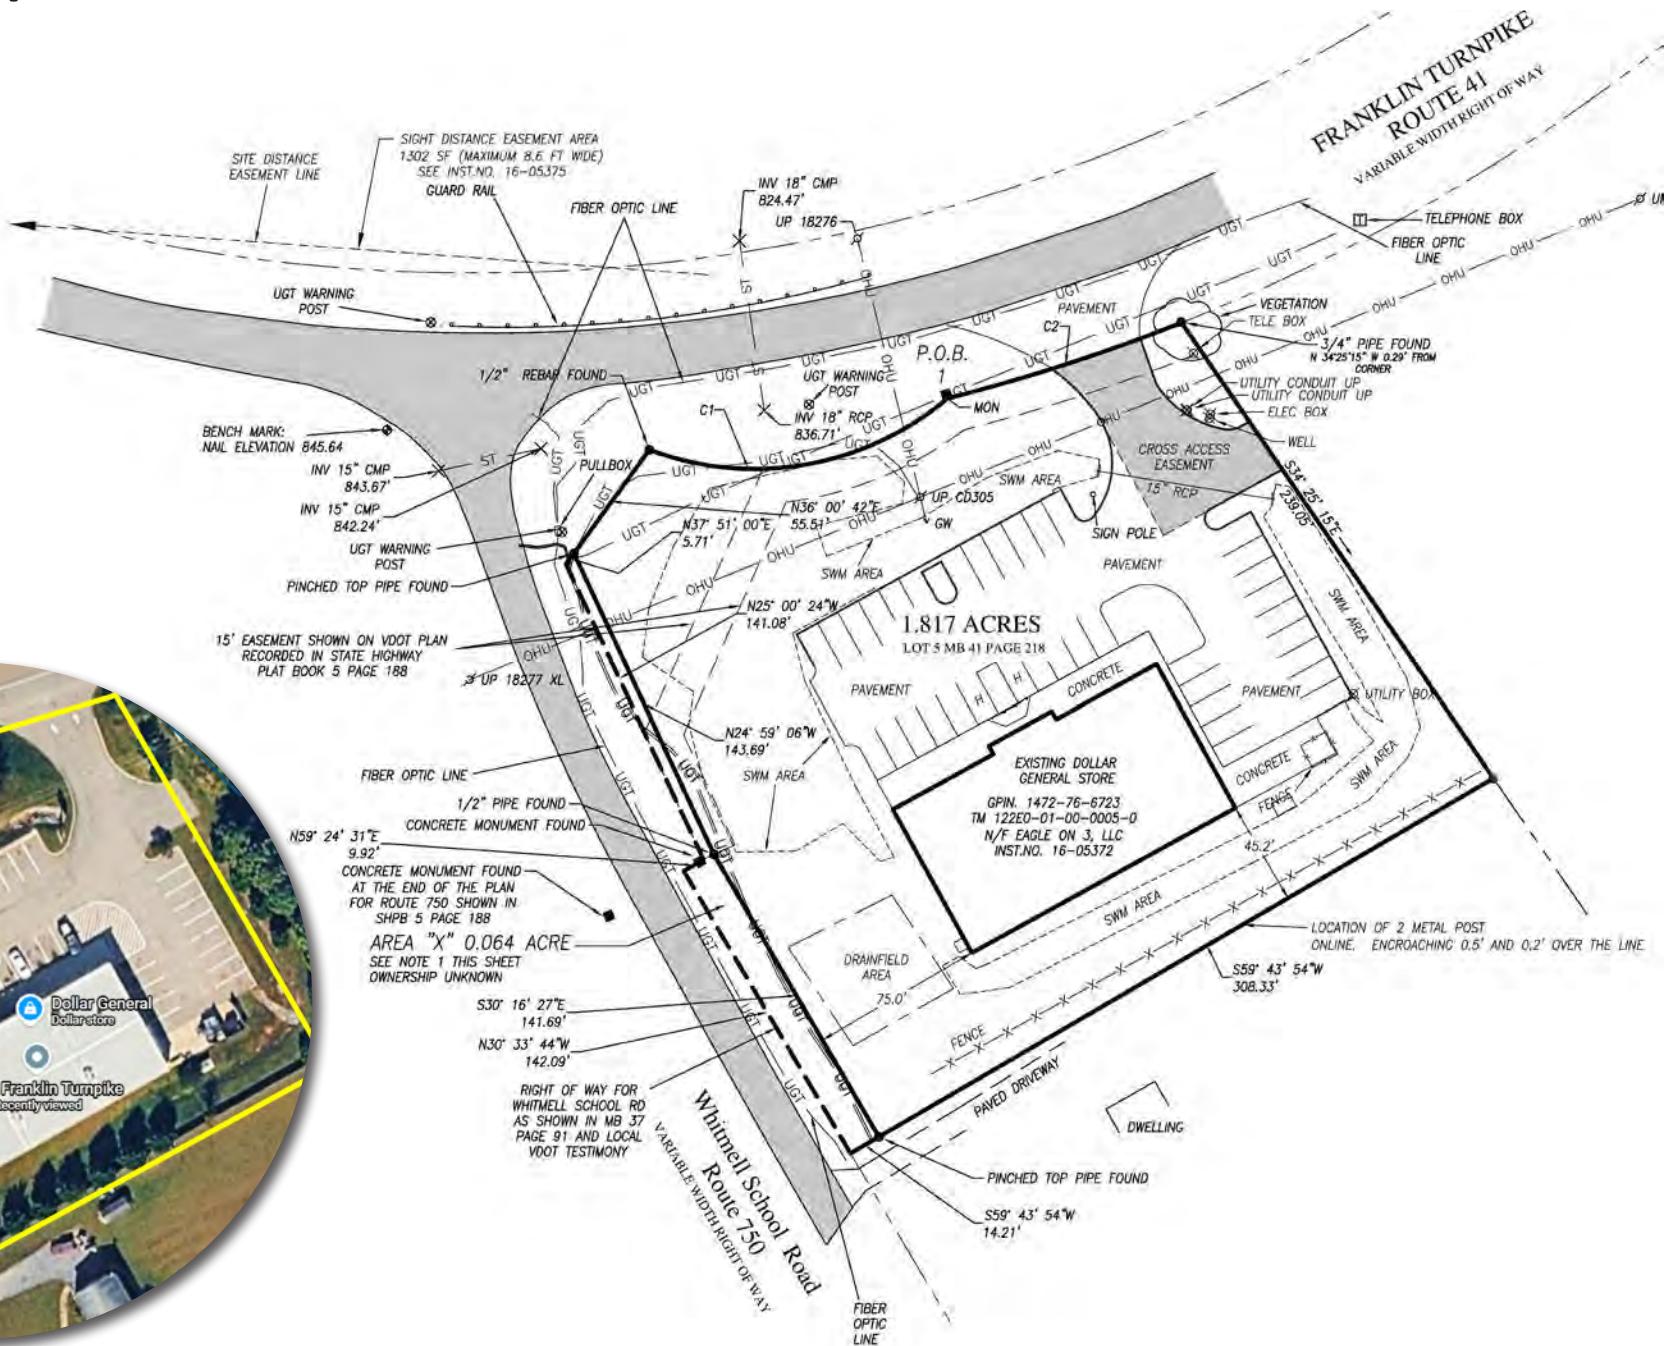 FRANKLIN TURNPIKE
ROUTE 41
VARIABLE WIDTH RIGHT OF WAY
SIGHT DISTANCE EASEMENT AREA
1302 SF (MAXIMUM 8.6 FT WIDE)
SEE INST.NO. 16-05375
SITE DISTANCE
EASEMENT LINE
GUARD RAIL
FIBER OPTIC LINE
INV 18" CMP
824.47'
UP 18276
TELEPHONE BOX
FIBER OPTIC
LINE
UGT WARNING
POST
PAVEMENT
VEGETATION
TELE BOX
C2
3/4" PIPE FOUND
N 34°25'15" W 0.29' FROM
CORNER
P.O.B.
1
1/2" REBAR FOUND
UGT WARNING
POST
UTILITY CONDUIT UP
UTILITY CONDUIT UP
ELEC BOX
MON
C1
INV 18" RCP
836.71'
WELL
BENCH MARK:
NAIL ELEVATION 845.64
CROSS ACCESS
EASEMENT
ST
PULLBOX
INV 15" CMP
843.67'
SWM AREA
15" RCP
S34° 25' 15"E
239.05'
UP CD305
GW
INV 15" CMP
842.24'
N36° 00' 42"E
55.51'
N37° 51' 00"E
5.71'
SIGN POLE
UGT WARNING
POST
SWM AREA
PAVEMENT
PINCHED TOP PIPE FOUND
N25° 00' 24"W
141.08'
SWM AREA
15' EASEMENT SHOWN ON VDOT PLAN
RECORDED IN STATE HIGHWAY
PLAT BOOK 5 PAGE 188
1.817 ACRES
LOT 5 MB 41 PAGE 218
UP 18277 XL
PAVEMENT
H
H
CONCRETE
PAVEMENT
UTILITY BOX
N24° 59' 06"W
143.69'
FIBER OPTIC LINE
SWM AREA
EXISTING DOLLAR
GENERAL STORE
GPIN. 1472-76-6723
TM 122E0-01-00-0005-0
N/F EAGLE ON 3, LLC
INST.NO. 16-05372
CONCRETE
FENCE
SWM AREA
1/2" PIPE FOUND
CONCRETE MONUMENT FOUND
N59° 24' 31"E
9.92'
45.2'
CONCRETE MONUMENT FOUND
AT THE END OF THE PLAN
FOR ROUTE 750 SHOWN IN
SHPB 5 PAGE 188
AREA "X" 0.064 ACRE
SEE NOTE 1 THIS SHEET
OWNERSHIP UNKNOWN
SWM AREA
LOCATION OF 2 METAL POST
ONLINE. ENCROACHING 0.5' AND 0.2' OVER THE LINE
DRAINFIELD
AREA
75.0'
S59° 43' 54"W
308.33'
S30° 16' 27"E
141.69'
N30° 33' 44"W
142.09'
FENCE
PAVED DRIVEWAY
DWELLING
RIGHT OF WAY FOR
WHITMELL SCHOOL RD
AS SHOWN IN MB 37
PAGE 91 AND LOCAL
VDOT TESTIMONY
Whitmell School Road
Route 750
VARIABLE WIDTH RIGHT OF WAY
PINCHED TOP PIPE FOUND
S59° 43' 54"W
14.21'
FIBER
OPTIC
LINE
Dollar General
Dollar store
Franklin Turnpike
recently viewed